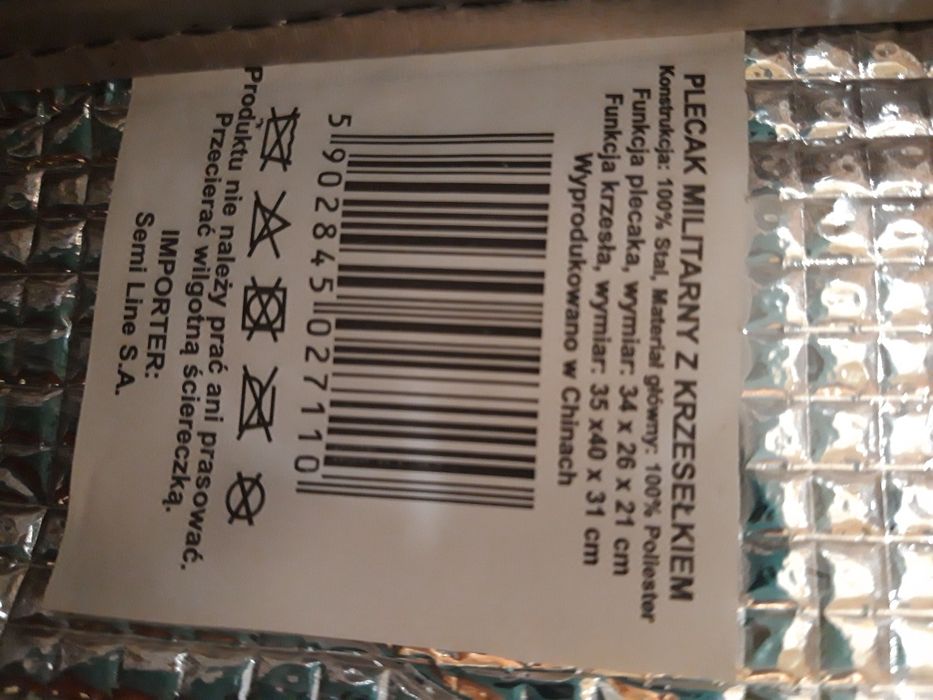 PLECAK MILITARNY Z KRZESEŁKIEM
Konstrukcja: 100% Stal, Materiał główny: 100% Poliester
Funkcja plecaka, wymiar: 34 x 26 x 21 cm
Funkcja krzesła, wymiar: 35 x40 x 31 cm
Wyprodukowano w Chinach
5 902845 027110
Produktu nie należy prać ani prasować.
Przecierać wilgotną ściereczką.
IMPORTER:
Semi Line S.A.